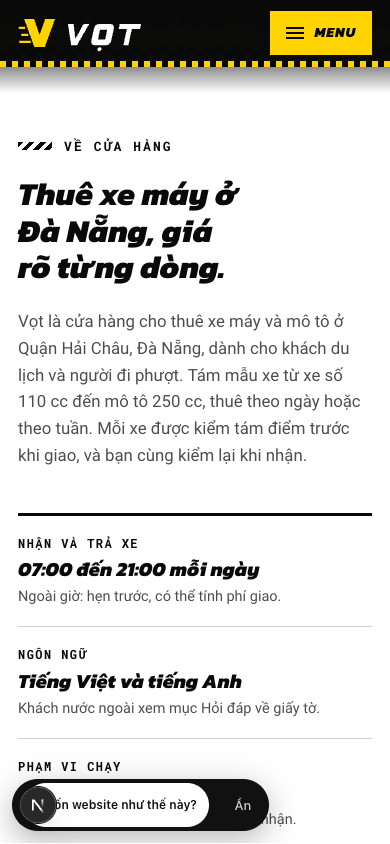 VỌT
MENU
VỀ CỬA HÀNG
Thuê xe máy ở
Đà Nẵng, giá
rõ từng dòng.
Vọt là cửa hàng cho thuê xe máy và mô tô ở
Quận Hải Châu, Đà Nẵng, dành cho khách du
lịch và người đi phượt. Tám mẫu xe từ xe số
110 cc đến mô tô 250 cc, thuê theo ngày hoặc
theo tuần. Mỗi xe được kiểm tám điểm trước
khi giao, và bạn cùng kiểm lại khi nhận.
NHẬN VÀ TRẢ XE
07:00 đến 21:00 mỗi ngày
Ngoài giờ: hẹn trước, có thể tính phí giao.
NGÔN NGỮ
Tiếng Việt và tiếng Anh
Khách nước ngoài xem mục Hỏi đáp về giấy tờ.
PHẠM VI CHẠY
N website như thế này? Ẩn
nhận.